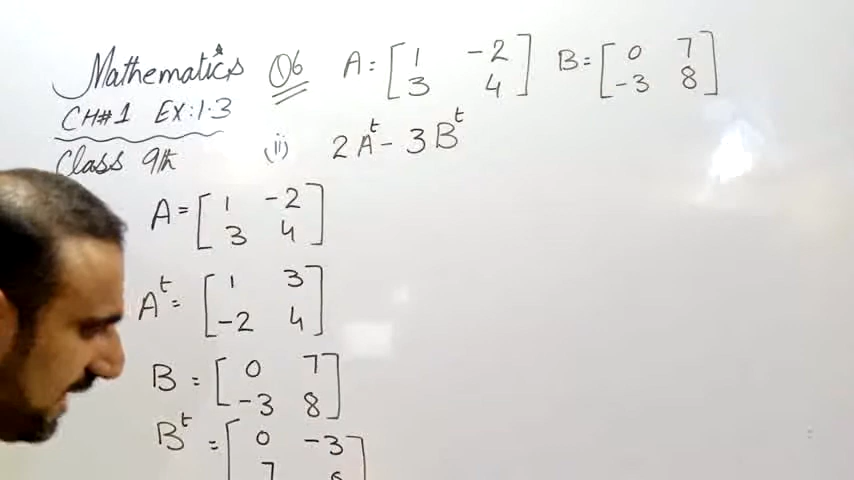 Mathematics Q6 A = [ 1 -2 B = [ 0 7
3 4 ] -3 8 ]
CH#1 EX:1.3
Class 9th (ii) 2A^t - 3B^t
A = [ 1 -2
3 4 ]
A^t = [ 1 3
-2 4 ]
B = [ 0 7
-3 8 ]
B^t = [ 0 -3
7